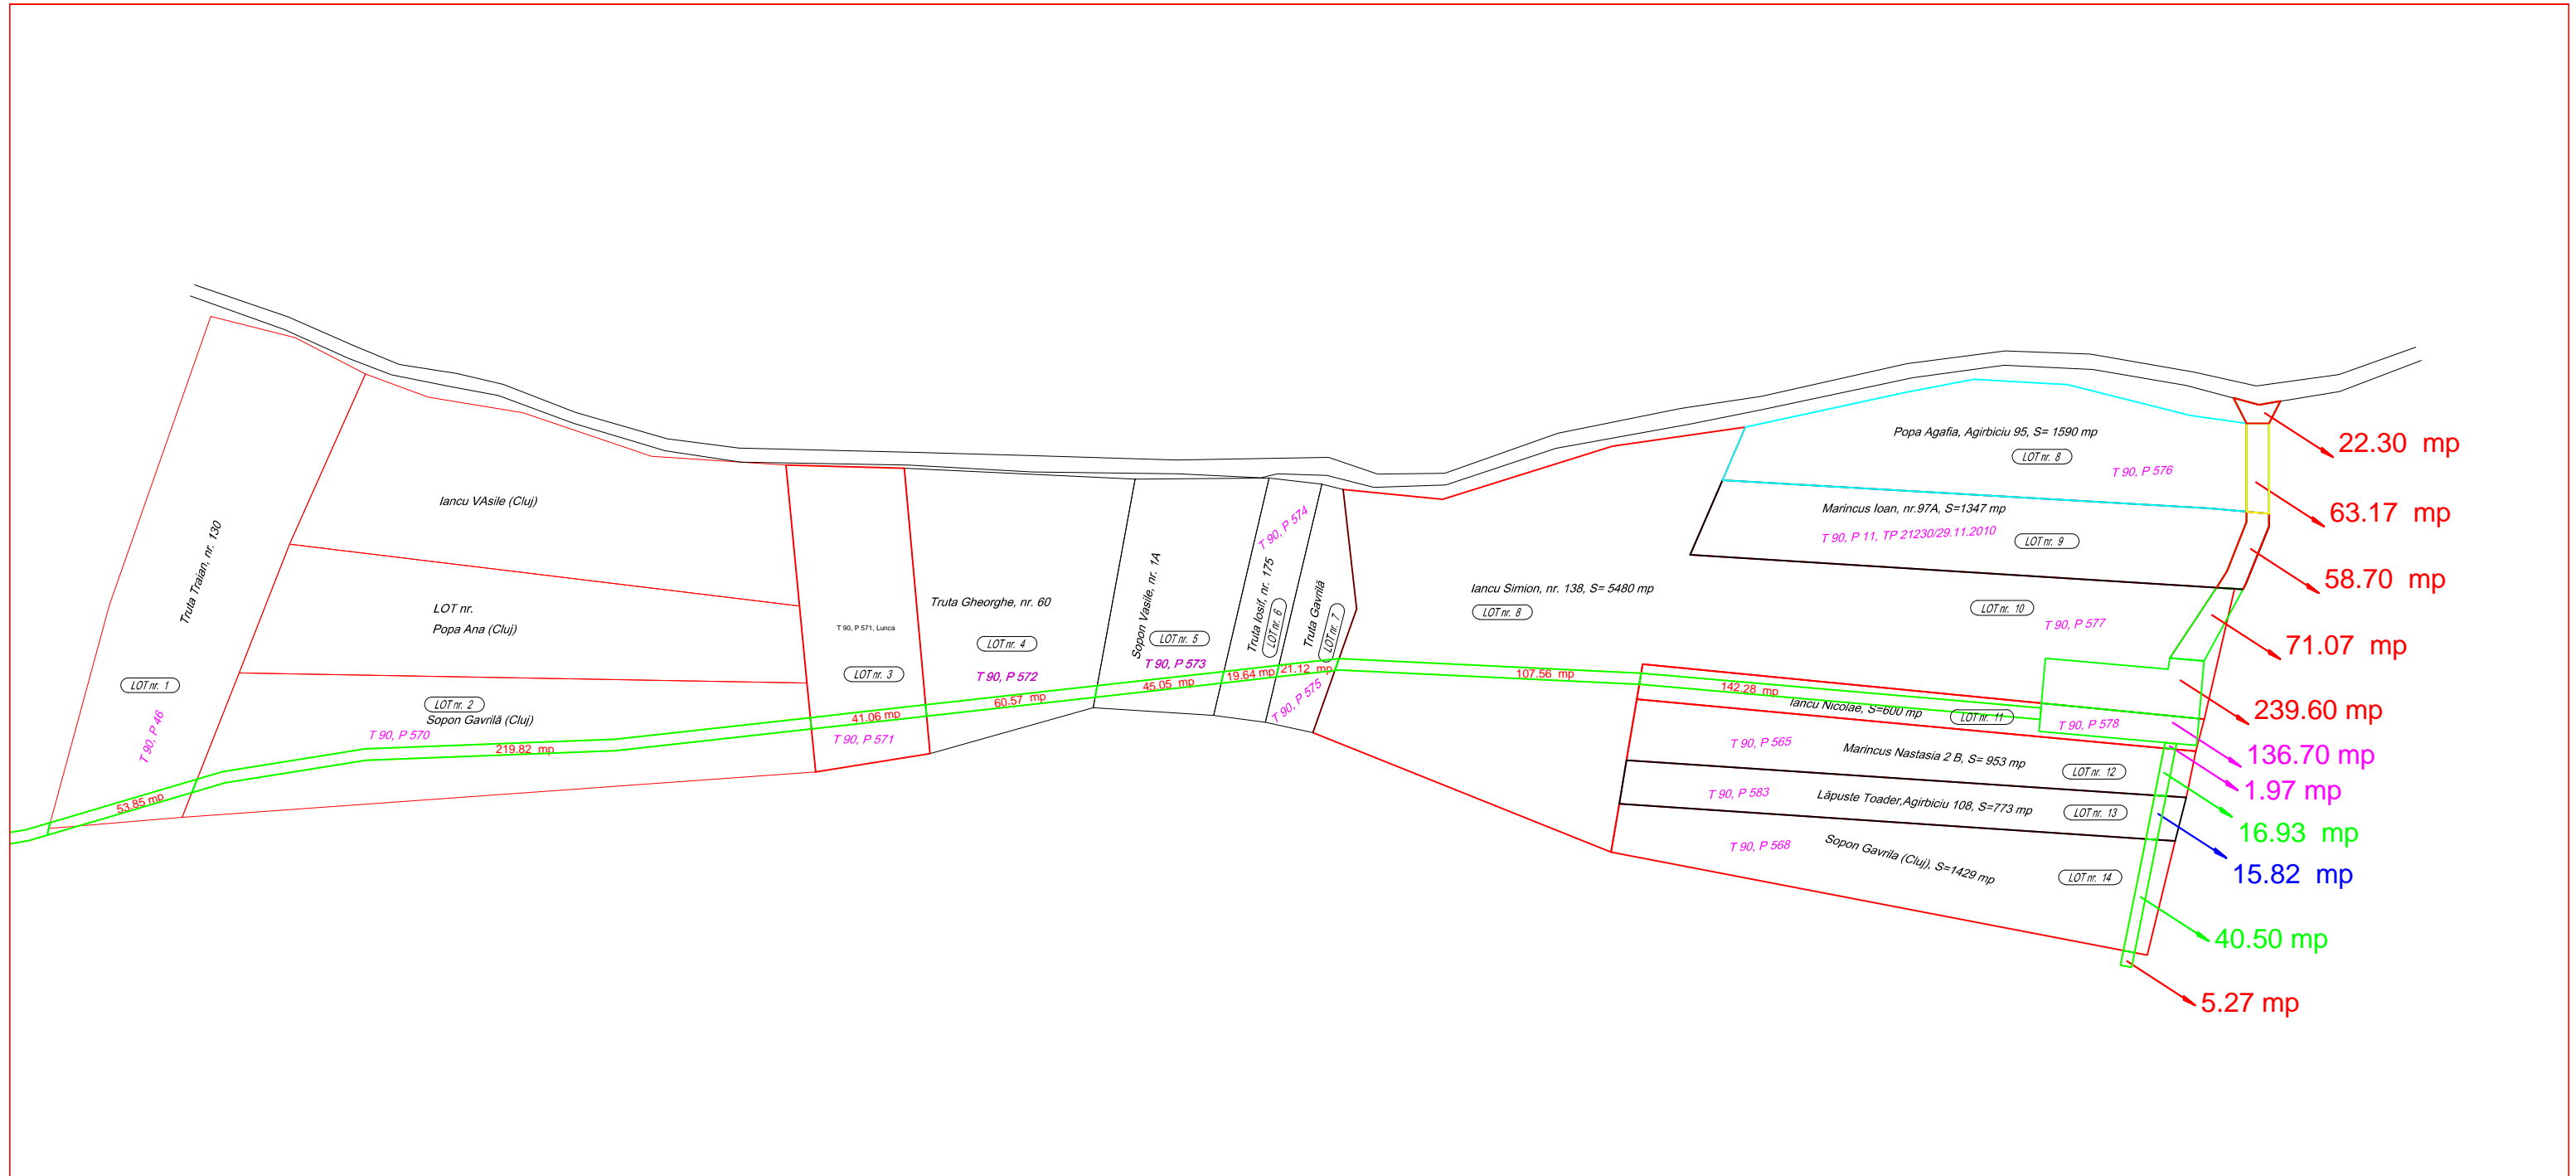 Truta Traian, nr. 130
LOT nr. 1
T 90, P 46
53.85 mp
Iancu VAsile (Cluj)
LOT nr.
Popa Ana (Cluj)
LOT nr. 2
Sopon Gavrilă (Cluj)
T 90, P 570
219.82 mp
T 90, P 571, Lunca
LOT nr. 3
41.06 mp
T 90, P 571
Truta Gheorghe, nr. 60
LOT nr. 4
T 90, P 572
60.57 mp
Sopon Vasile, nr. 1A
LOT nr. 5
T 90, P 573
45.05 mp
T 90, P 574
Truta Iosif, nr. 175
LOT nr. 6
19.64 mp
Truta Gavrilă
LOT nr. 7
21.12 mp
T 90, P 575
Iancu Simion, nr. 138, S= 5480 mp
LOT nr. 8
107.56 mp
Popa Agafia, Agirbiciu 95, S= 1590 mp
LOT nr. 8
T 90, P 576
Marincus Ioan, nr.97A, S=1347 mp
T 90, P 11, TP 21230/29.11.2010
LOT nr. 9
LOT nr. 10
T 90, P 577
142.28 mp
Iancu Nicolae, S=600 mp
LOT nr. 11
T 90, P 578
T 90, P 565
Marincus Nastasia 2 B, S= 953 mp
LOT nr. 12
T 90, P 583
Lăpuste Toader,Agirbiciu 108, S=773 mp
LOT nr. 13
T 90, P 568
Sopon Gavrila (Cluj), S=1429 mp
LOT nr. 14
22.30 mp
63.17 mp
58.70 mp
71.07 mp
239.60 mp
136.70 mp
1.97 mp
16.93 mp
15.82 mp
40.50 mp
5.27 mp